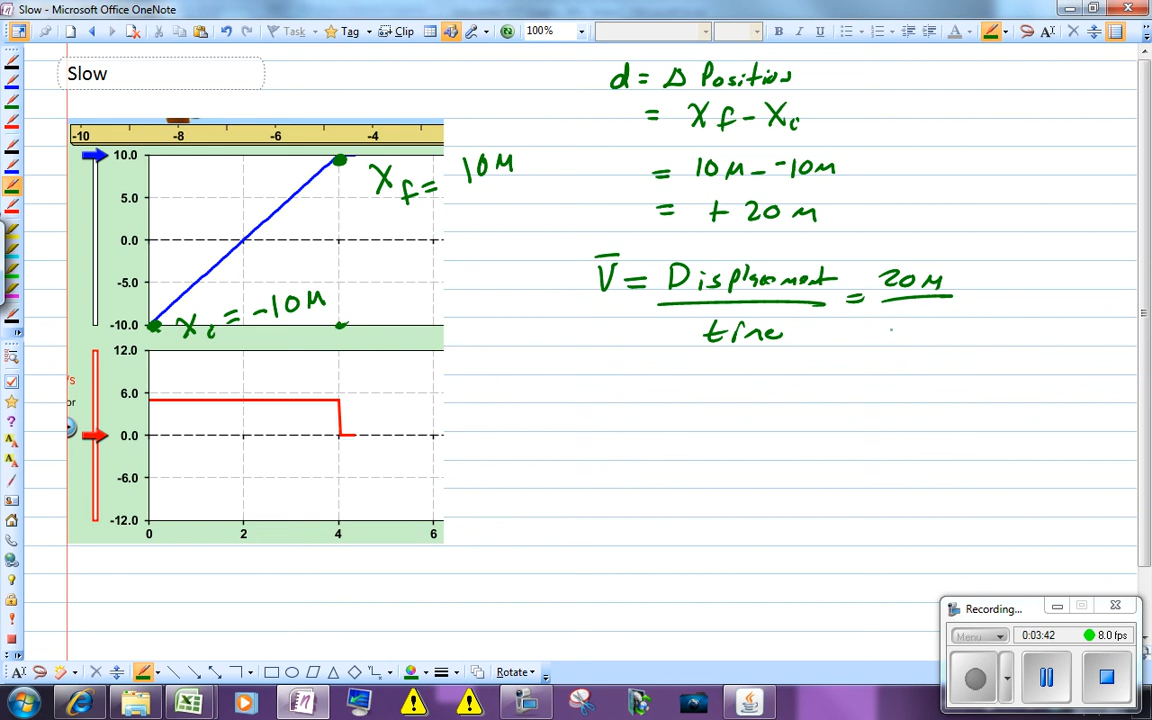 Slow - Microsoft Office OneNote
Task Tag Clip 100% B I U A
Slow
-10 -8 -6 -4
10.0
5.0
0.0
-5.0
-10.0
Xf = 10M
Xi = -10M
12.0
6.0
0.0
-6.0
-12.0
0 2 4 6
/s
or
d = Δ Position
= Xf - Xi
= 10M - -10M
= + 20 M
V̅ = Displacement = 20M
time
Recording...
Menu 0:03:42 8.0 fps
Rotate